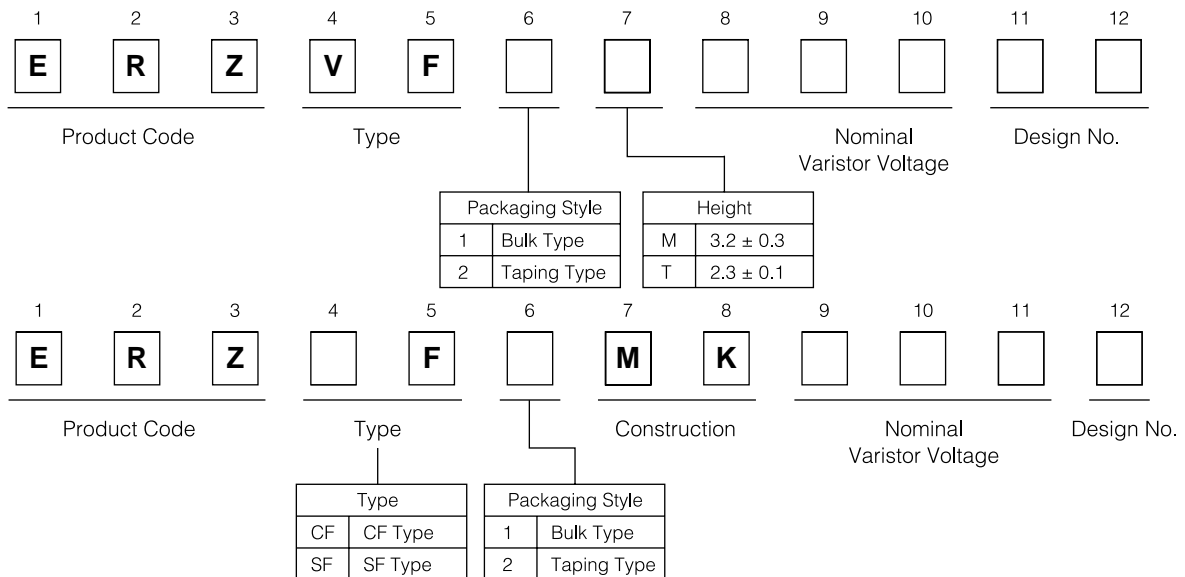 1 2 3 4 5 6 7 8 9 10 11 12
E R Z V F
Product Code Type Nominal Varistor Voltage Design No.
Packaging Style
1 Bulk Type
2 Taping Type
Height
M 3.2 ± 0.3
T 2.3 ± 0.1
1 2 3 4 5 6 7 8 9 10 11 12
E R Z F M K
Product Code Type Construction Nominal Varistor Voltage Design No.
Type
CF CF Type
SF SF Type
Packaging Style
1 Bulk Type
2 Taping Type